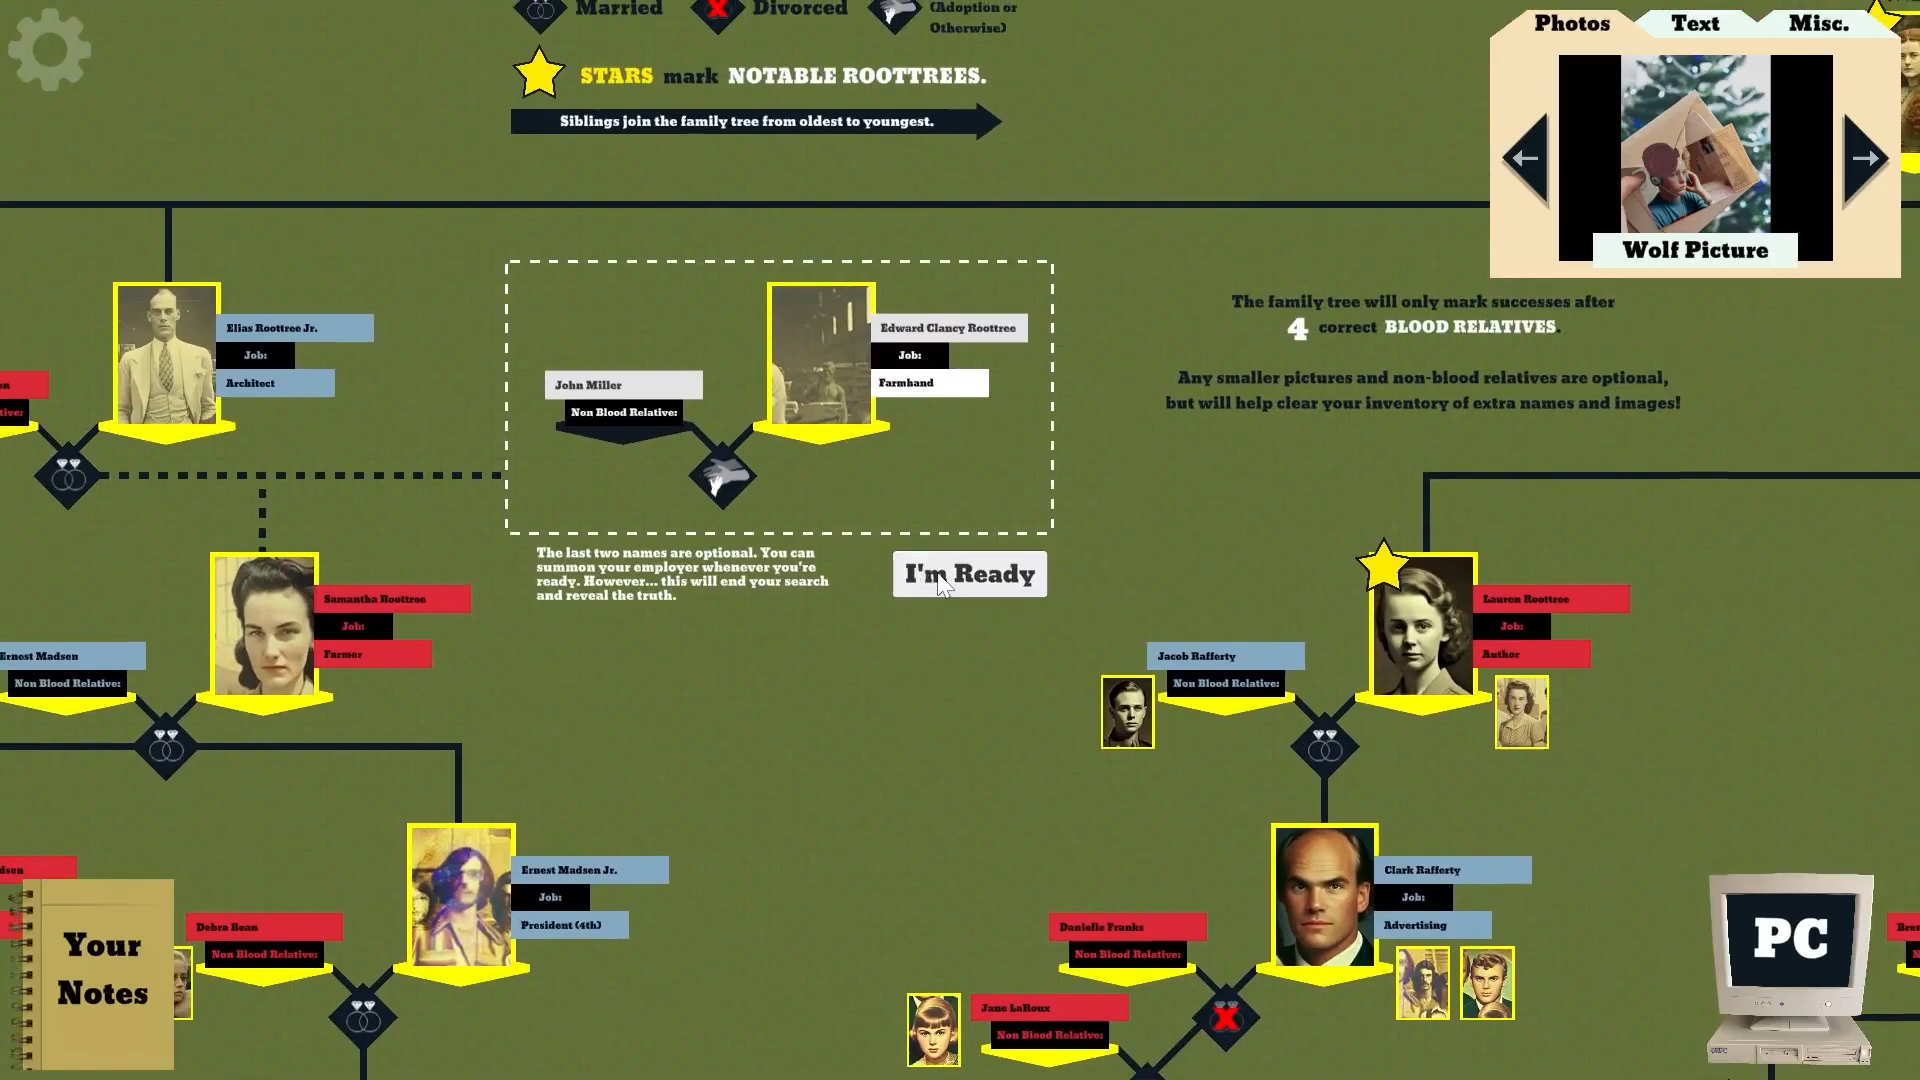 Married
Divorced
(Adoption or
Otherwise)
STARS mark NOTABLE ROOTTREES.
Siblings join the family tree from oldest to youngest.
Photos
Text
Misc.
Wolf Picture
The family tree will only mark successes after
4 correct BLOOD RELATIVES.
Any smaller pictures and non-blood relatives are optional,
but will help clear your inventory of extra names and images!
Elias Roottree Jr.
Job:
Architect
Edward Clancy Roottree
Job:
Farmhand
John Miller
Non Blood Relative:
The last two names are optional. You can
summon your employer whenever you're
ready. However... this will end your search
and reveal the truth.
I'm Ready
Samantha Roottree
Job:
Farmer
Ernest Madsen
Non Blood Relative:
Lauren Roottree
Job:
Author
Jacob Rafferty
Non Blood Relative:
Ernest Madsen Jr.
Job:
President (4th)
Debra Bean
Non Blood Relative:
Clark Rafferty
Job:
Advertising
Danielle Franks
Non Blood Relative:
Jane LaRoux
Non Blood Relative:
Your
Notes
PC